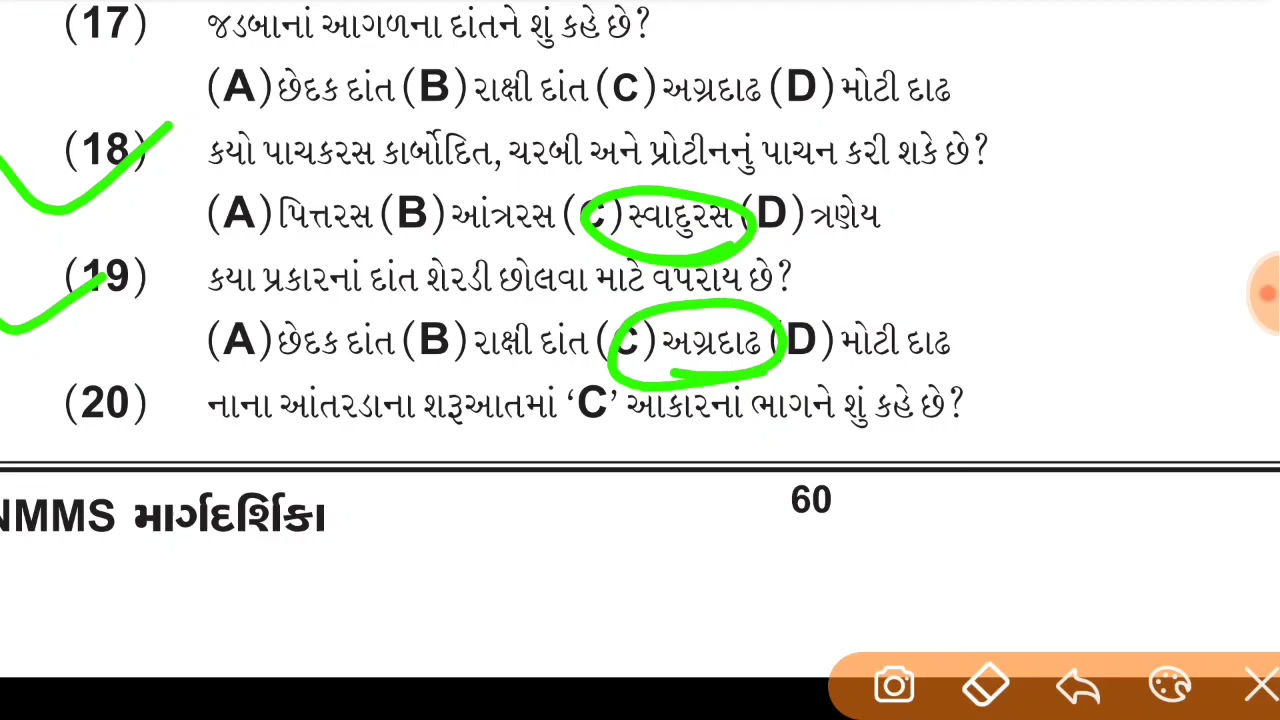 (17) જડબાનાં આગળના દાંતને શું કહે છે?
(A) છેદક દાંત (B) રાક્ષી દાંત (C) અગ્રદાઢ (D) મોટી દાઢ
(18) કયો પાચકરસ કાર્બોદિત, ચરબી અને પ્રોટીનનું પાચન કરી શકે છે?
(A) પિત્તરસ (B) આંત્રરસ (C) સ્વાદુરસ (D) ત્રણેય
(19) કયા પ્રકારનાં દાંત શેરડી છોલવા માટે વપરાય છે?
(A) છેદક દાંત (B) રાક્ષી દાંત (C) અગ્રદાઢ (D) મોટી દાઢ
(20) નાના આંતરડાના શરૂઆતમાં ‘C’ આકારનાં ભાગને શું કહે છે?
NMMS માર્ગદર્શિકા 60